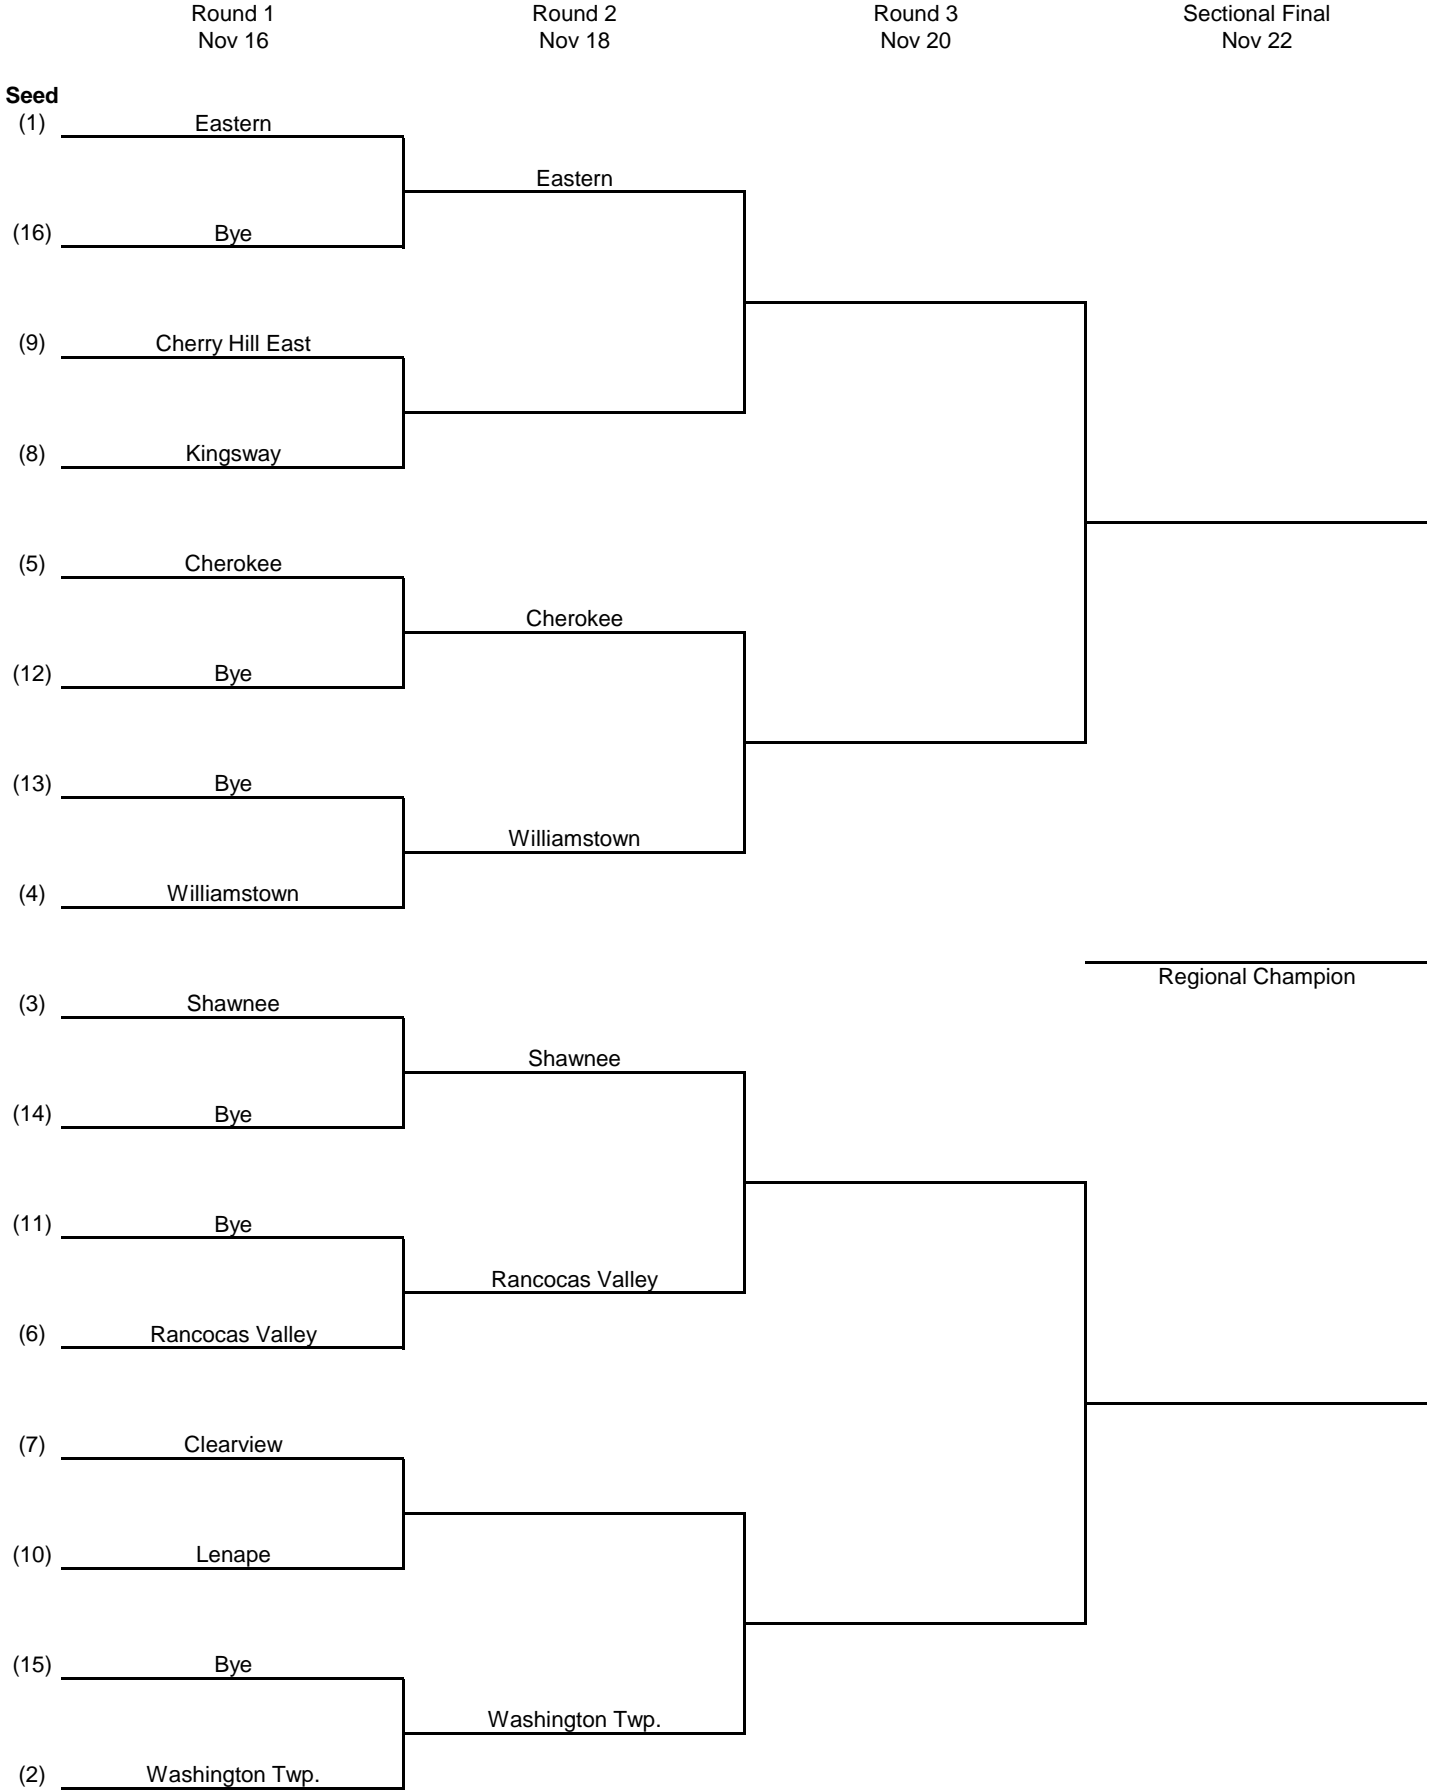 Round 1 Round 2 Round 3 Sectional Final
Nov 16 Nov 18 Nov 20 Nov 22
Seed
(1) Eastern
Eastern
(16) Bye
(9) Cherry Hill East
(8) Kingsway
(5) Cherokee
Cherokee
(12) Bye
(13) Bye
Williamstown
(4) Williamstown
Regional Champion
(3) Shawnee
Shawnee
(14) Bye
(11) Bye
Rancocas Valley
(6) Rancocas Valley
(7) Clearview
(10) Lenape
(15) Bye
Washington Twp.
(2) Washington Twp.